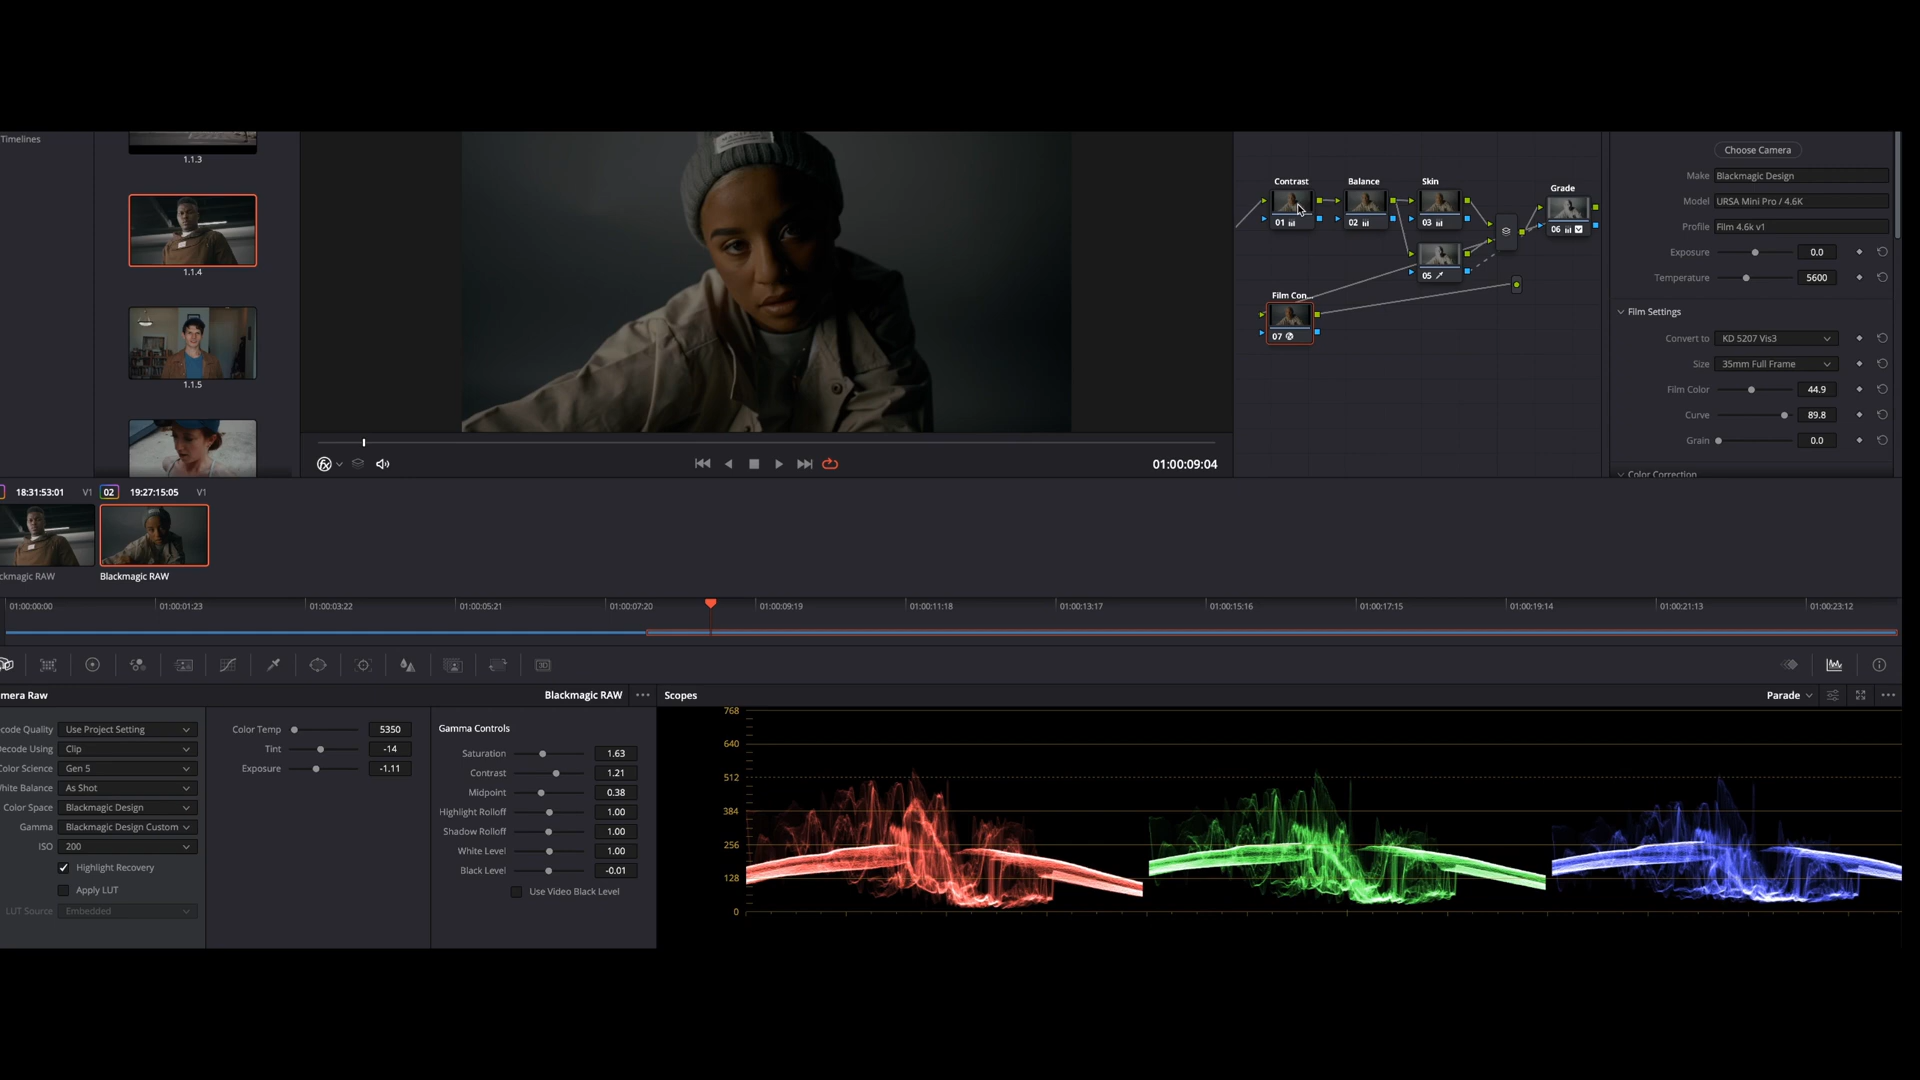 Timelines
1.1.3
1.1.4
1.1.5
01:00:09:04
Contrast
01
Balance
02
Skin
03
05
Grade
06
Film Con...
07
Choose Camera
Make Blackmagic Design
Model URSA Mini Pro / 4.6K
Profile Film 4.6k v1
Exposure 0.0
Temperature 5600
Film Settings
Convert to KD 5207 Vis3
Size 35mm Full Frame
Film Color 44.9
Curve 89.8
Grain 0.0
Color Correction
18:31:53:01 V1 02 19:27:15:05 V1
ckmagic RAW Blackmagic RAW
01:00:00:00 01:00:01:23 01:00:03:22 01:00:05:21 01:00:07:20 01:00:09:19 01:00:11:18 01:00:13:17 01:00:15:16 01:00:17:15 01:00:19:14 01:00:21:13 01:00:23:12
3D
mera Raw Blackmagic RAW
code Quality Use Project Setting
ecode Using Clip
olor Science Gen 5
hite Balance As Shot
Color Space Blackmagic Design
Gamma Blackmagic Design Custom
ISO 200
Highlight Recovery
Apply LUT
LUT Source Embedded
Color Temp 5350
Tint -14
Exposure -1.11
Gamma Controls
Saturation 1.63
Contrast 1.21
Midpoint 0.38
Highlight Rolloff 1.00
Shadow Rolloff 1.00
White Level 1.00
Black Level -0.01
Use Video Black Level
Scopes Parade
768
640
512
384
256
128
0